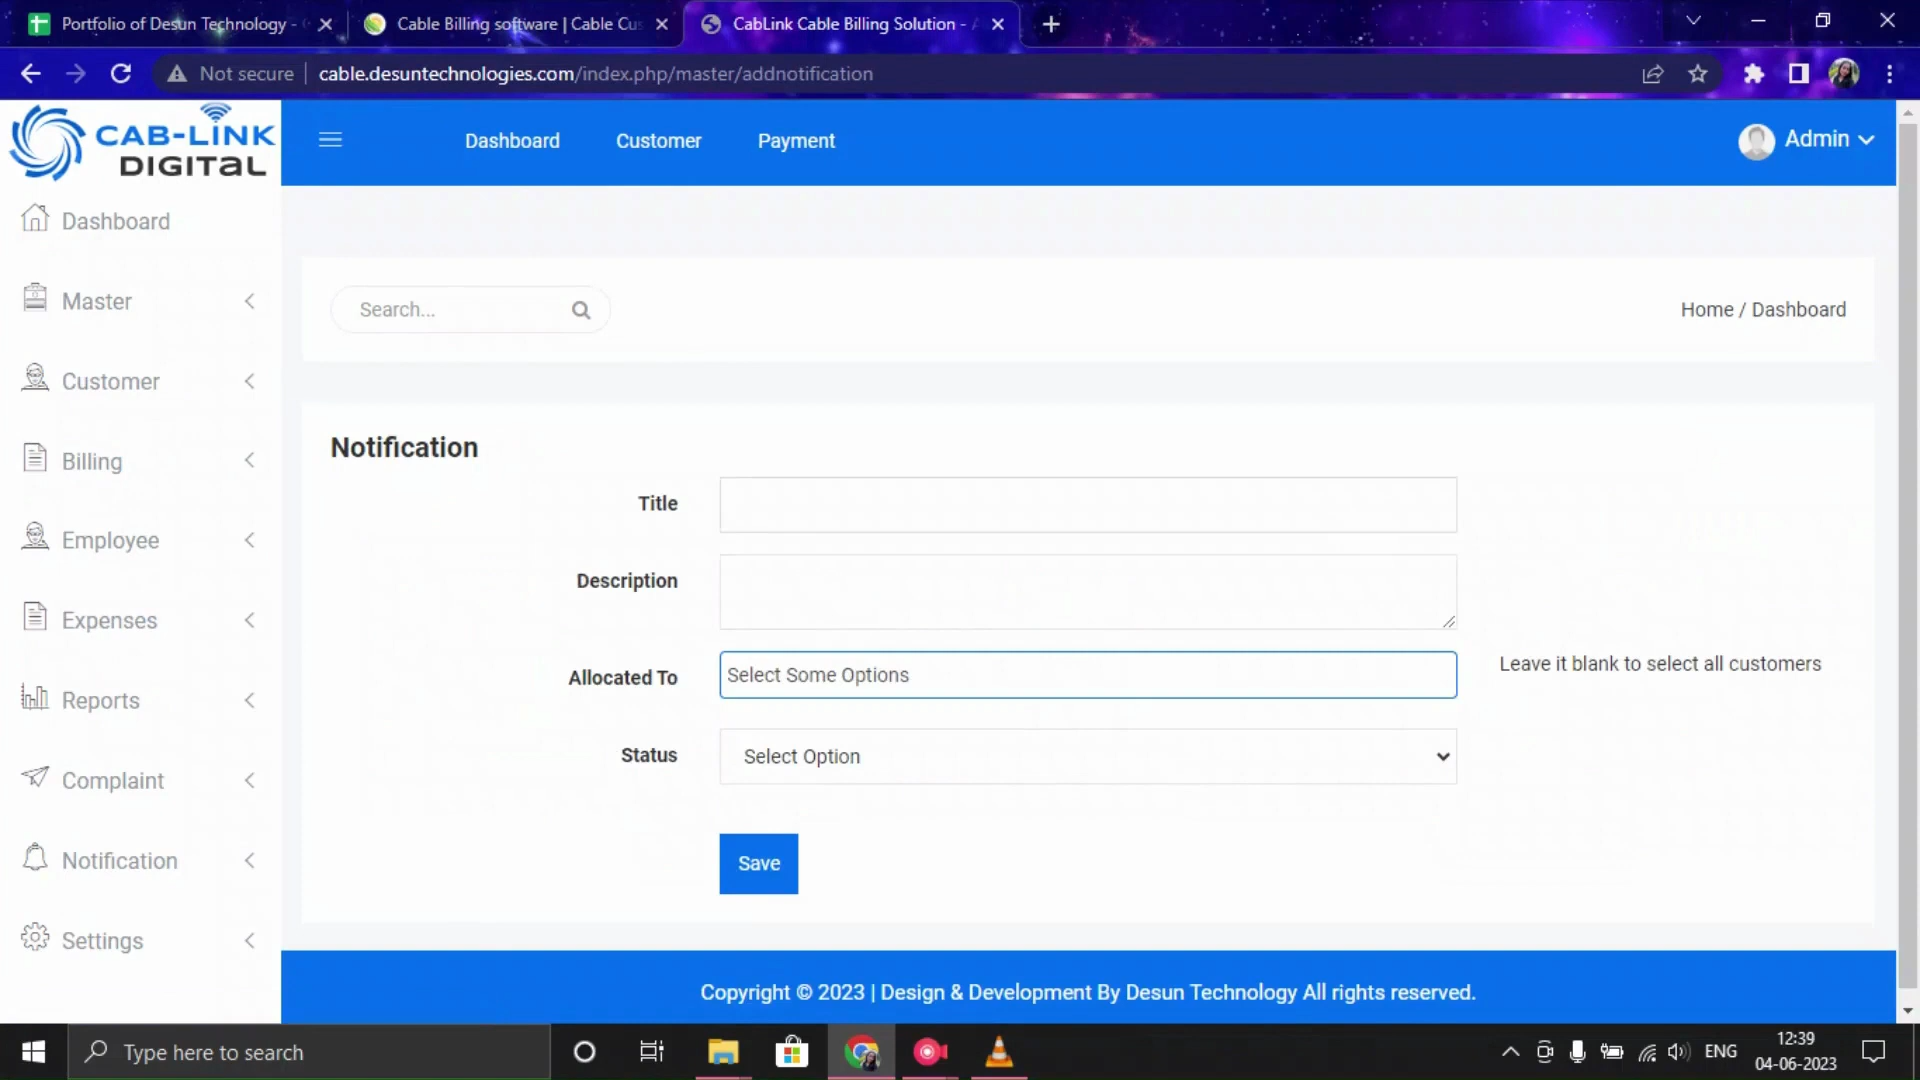 Portfolio of Desun Technology -
Cable Billing software | Cable Cus
CabLink Cable Billing Solution - A
Not secure
cable.desuntechnologies.com/index.php/master/addnotification
CAB-LINK
DIGITAL
Dashboard
Customer
Payment
Admin
Dashboard
Master
Customer
Billing
Employee
Expenses
Reports
Complaint
Notification
Settings
Search...
Home / Dashboard
Notification
Title
Description
Allocated To
Select Some Options
Leave it blank to select all customers
Status
Select Option
Save
Copyright © 2023 | Design & Development By Desun Technology All rights reserved.
Type here to search
ENG
12:39
04-06-2023